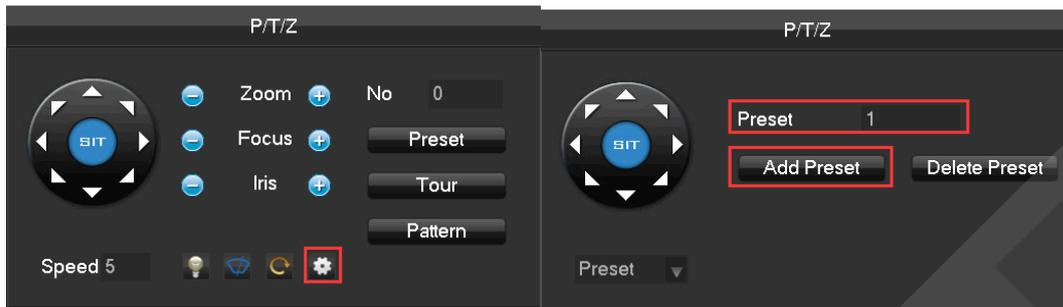 P/T/Z
Zoom
No 0
SIT
Focus
Preset
Iris
Tour
Pattern
Speed 5
P/T/Z
Preset 1
SIT
Add Preset
Delete Preset
Preset